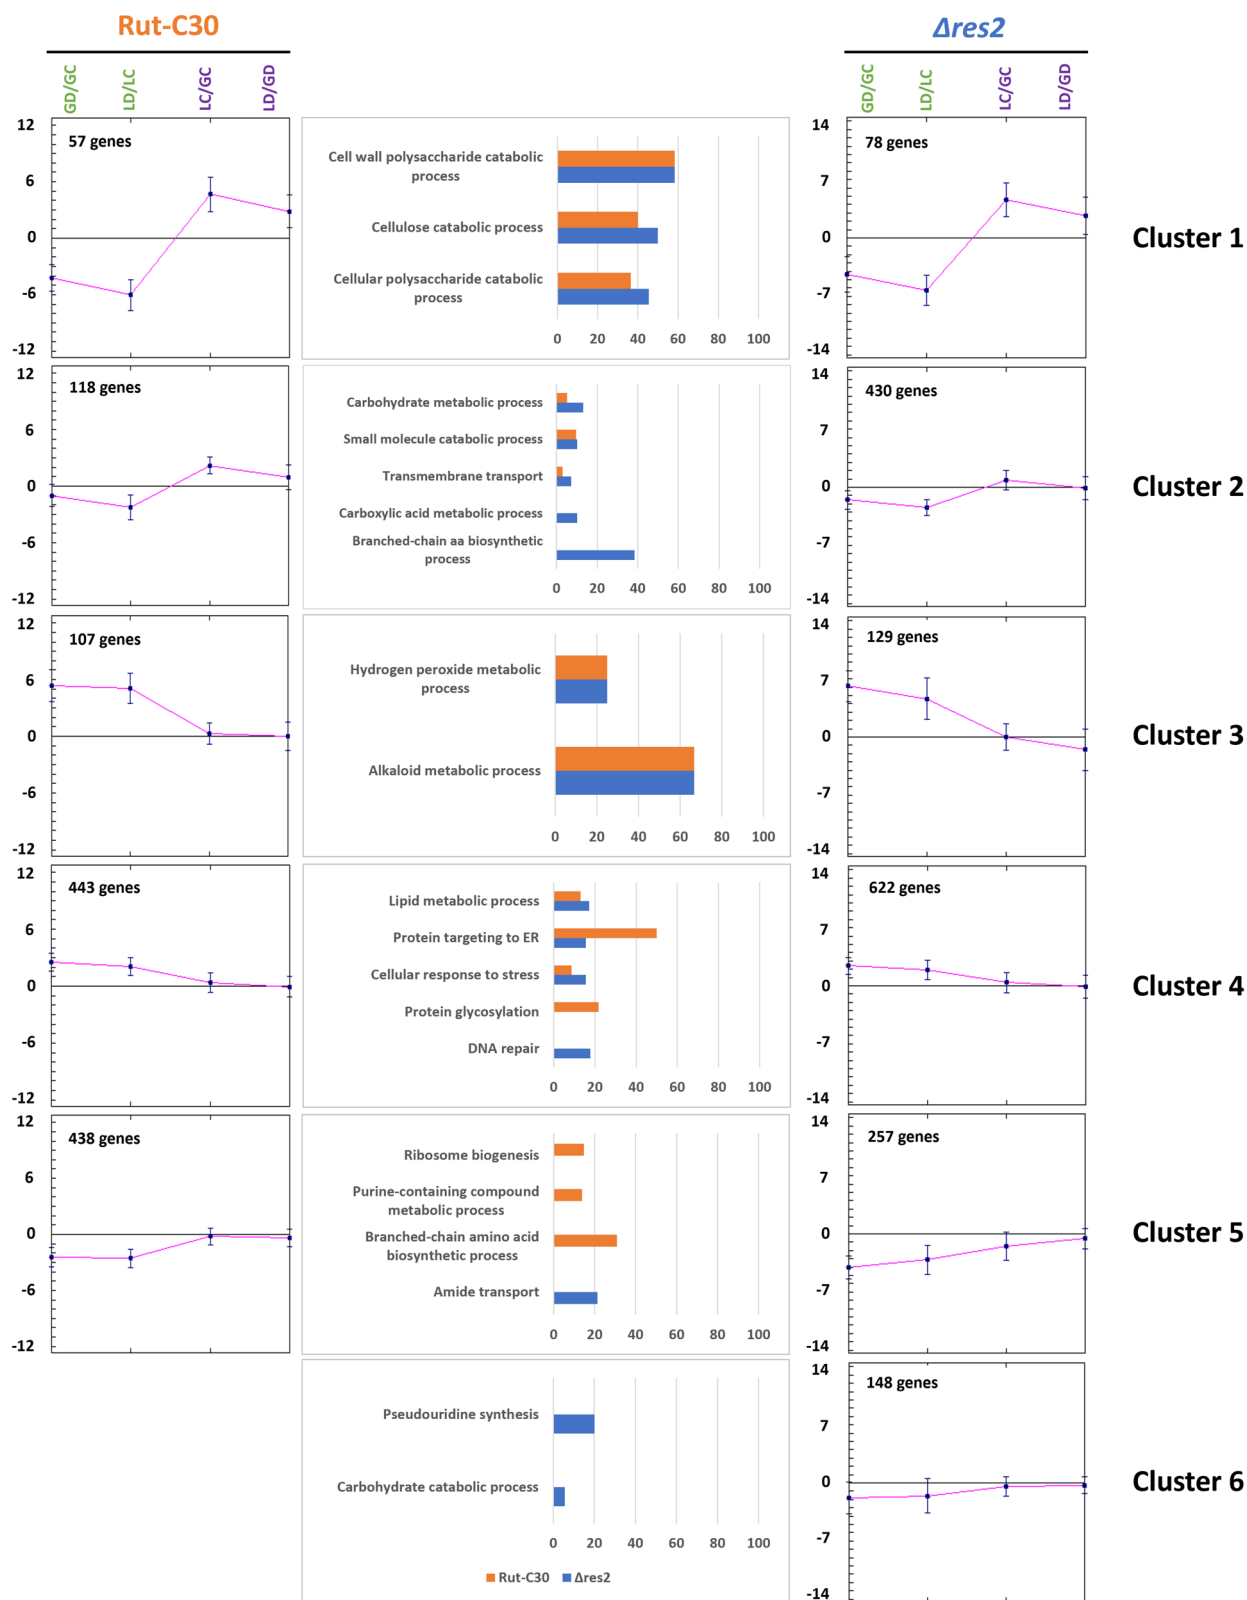 Rut-C30
Δres2
GD/GC
LD/LC
LC/GC
LD/GD
GD/GC
LD/LC
LC/GC
LD/GD
12
6
0
-6
-12
57 genes
Cell wall polysaccharide catabolic
process
Cellulose catabolic process
Cellular polysaccharide catabolic
process
0 20 40 60 80 100
14
7
0
-7
-14
78 genes
Cluster 1
12
6
0
-6
-12
118 genes
Carbohydrate metabolic process
Small molecule catabolic process
Transmembrane transport
Carboxylic acid metabolic process
Branched-chain aa biosynthetic
process
0 20 40 60 80 100
14
7
0
-7
-14
430 genes
Cluster 2
12
6
0
-6
-12
107 genes
Hydrogen peroxide metabolic
process
Alkaloid metabolic process
0 20 40 60 80 100
14
7
0
-7
-14
129 genes
Cluster 3
12
6
0
-6
-12
443 genes
Lipid metabolic process
Protein targeting to ER
Cellular response to stress
Protein glycosylation
DNA repair
0 20 40 60 80 100
14
7
0
-7
-14
622 genes
Cluster 4
12
6
0
-6
-12
438 genes
Ribosome biogenesis
Purine-containing compound
metabolic process
Branched-chain amino acid
biosynthetic process
Amide transport
0 20 40 60 80 100
14
7
0
-7
-14
257 genes
Cluster 5
Pseudouridine synthesis
Carbohydrate catabolic process
0 20 40 60 80 100
Rut-C30 Δres2
14
7
0
-7
-14
148 genes
Cluster 6